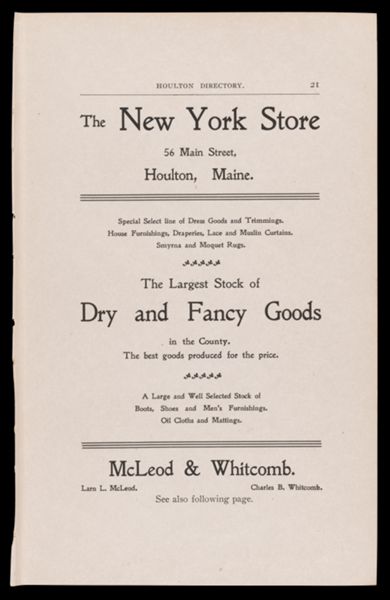 HOULTON DIRECTORY. 21
The New York Store
56 Main Street,
Houlton, Maine.
Special Select line of Dress Goods and Trimmings.
House Furnishings, Draperies, Lace and Muslin Curtains.
Smyrna and Moquet Rugs.
The Largest Stock of
Dry and Fancy Goods
in the County.
The best goods produced for the price.
A Large and Well Selected Stock of
Boots, Shoes and Men's Furnishings.
Oil Cloths and Mattings.
McLeod & Whitcomb.
Larn L. McLeod. Charles B. Whitcomb.
See also following page.